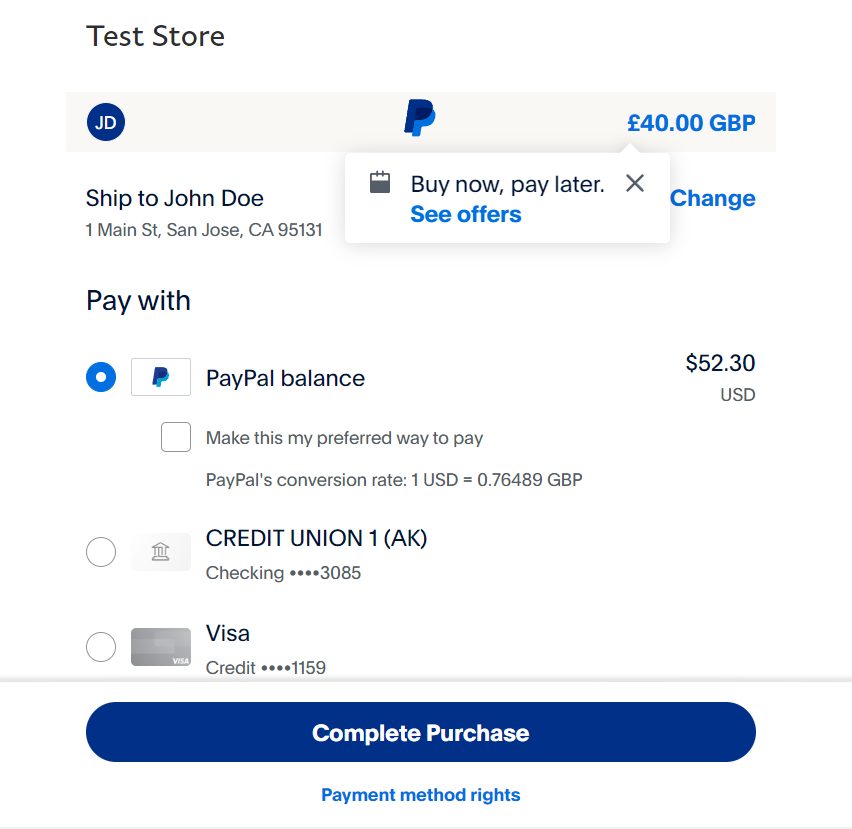 Test Store
JD
£40.00 GBP
Buy now, pay later.
See offers
Ship to John Doe
Change
1 Main St, San Jose, CA 95131
Pay with
PayPal balance
$52.30
USD
Make this my preferred way to pay
PayPal's conversion rate: 1 USD = 0.76489 GBP
CREDIT UNION 1 (AK)
Checking ••••3085
Visa
VISA
Credit ••••1159
Complete Purchase
Payment method rights